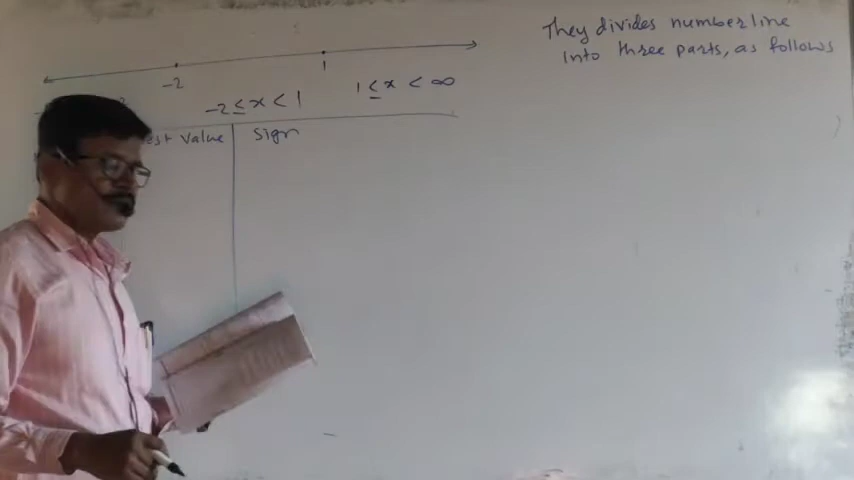 They divides numberline
into three parts, as follows
-2 1
-2 ≤ x < 1 1 ≤ x < ∞
Value Sign